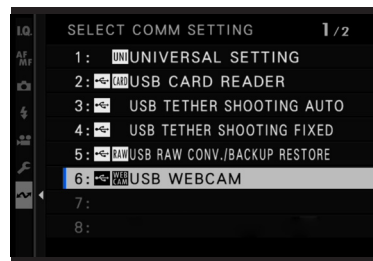 I.Q.
SELECT COMM SETTING 1/2
AF MF
1: UNI UNIVERSAL SETTING
2: CARD USB CARD READER
3: USB TETHER SHOOTING AUTO
4: USB TETHER SHOOTING FIXED
5: RAW USB RAW CONV./BACKUP RESTORE
6: WEB CAM USB WEBCAM
7:
8: